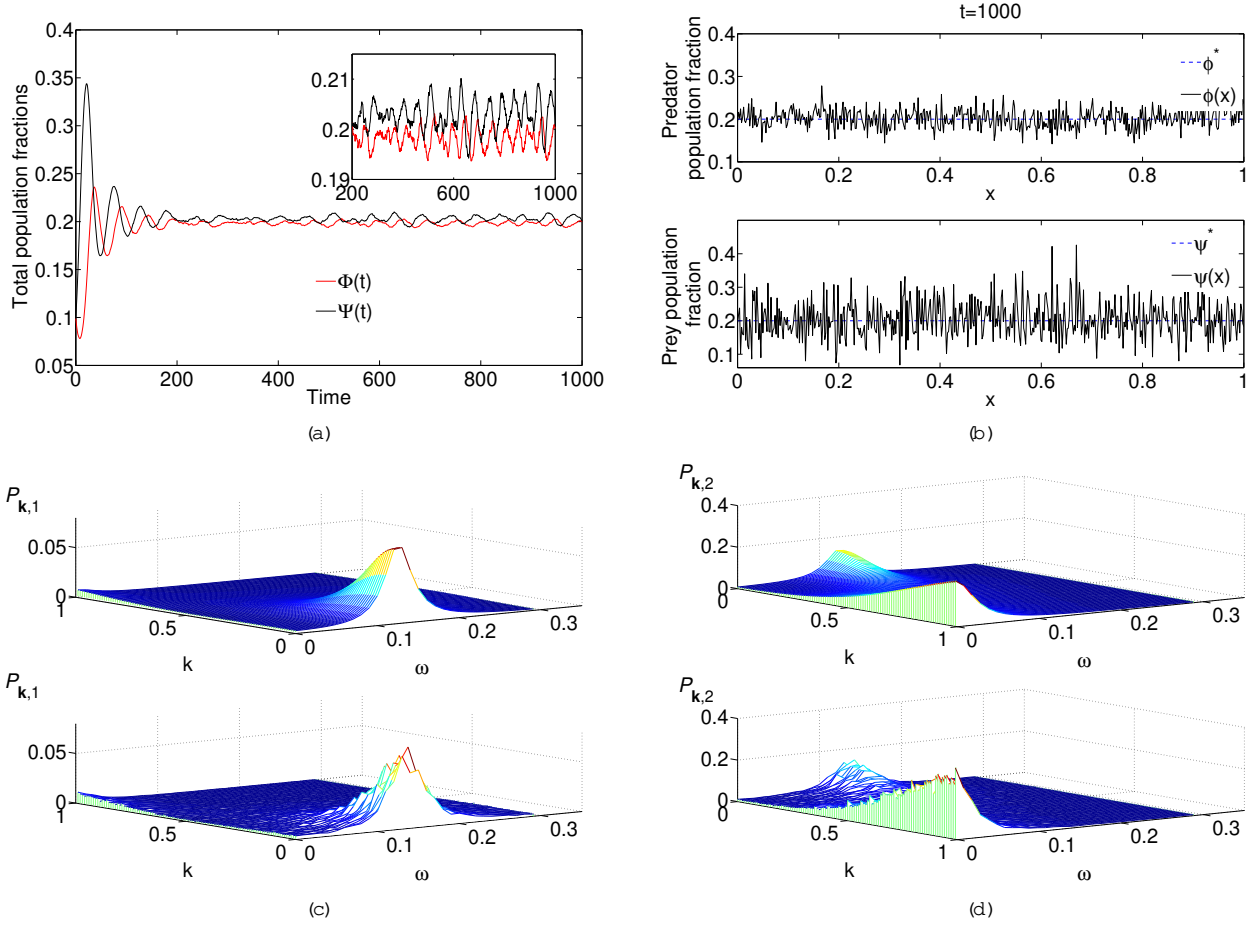 0.4
0.35
0.3
0.25
0.2
0.15
0.1
0.05
Total population fractions
0 200 400 600 800 1000
Time
0.21
0.2
0.19
200 600 1000
Φ(t)
Ψ(t)
(a)
t=1000
Predator
population fraction
0.4
0.3
0.2
0.1
0 0.2 0.4 0.6 0.8 1
x
ϕ*
ϕ(x)
Prey population
fraction
0.4
0.3
0.2
0.1
0 0.2 0.4 0.6 0.8 1
x
ψ*
ψ(x)
(b)
P𝐤,1
0.05
0
1 0.5 0
k
0 0.1 0.2 0.3
ω
P𝐤,1
0.05
0
1 0.5 0
k
0 0.1 0.2 0.3
ω
(c)
P𝐤,2
0.4
0.2
0
0 0.5 1
k
0 0.1 0.2 0.3
ω
P𝐤,2
0.4
0.2
0
0 0.5 1
k
0 0.1 0.2 0.3
ω
(d)